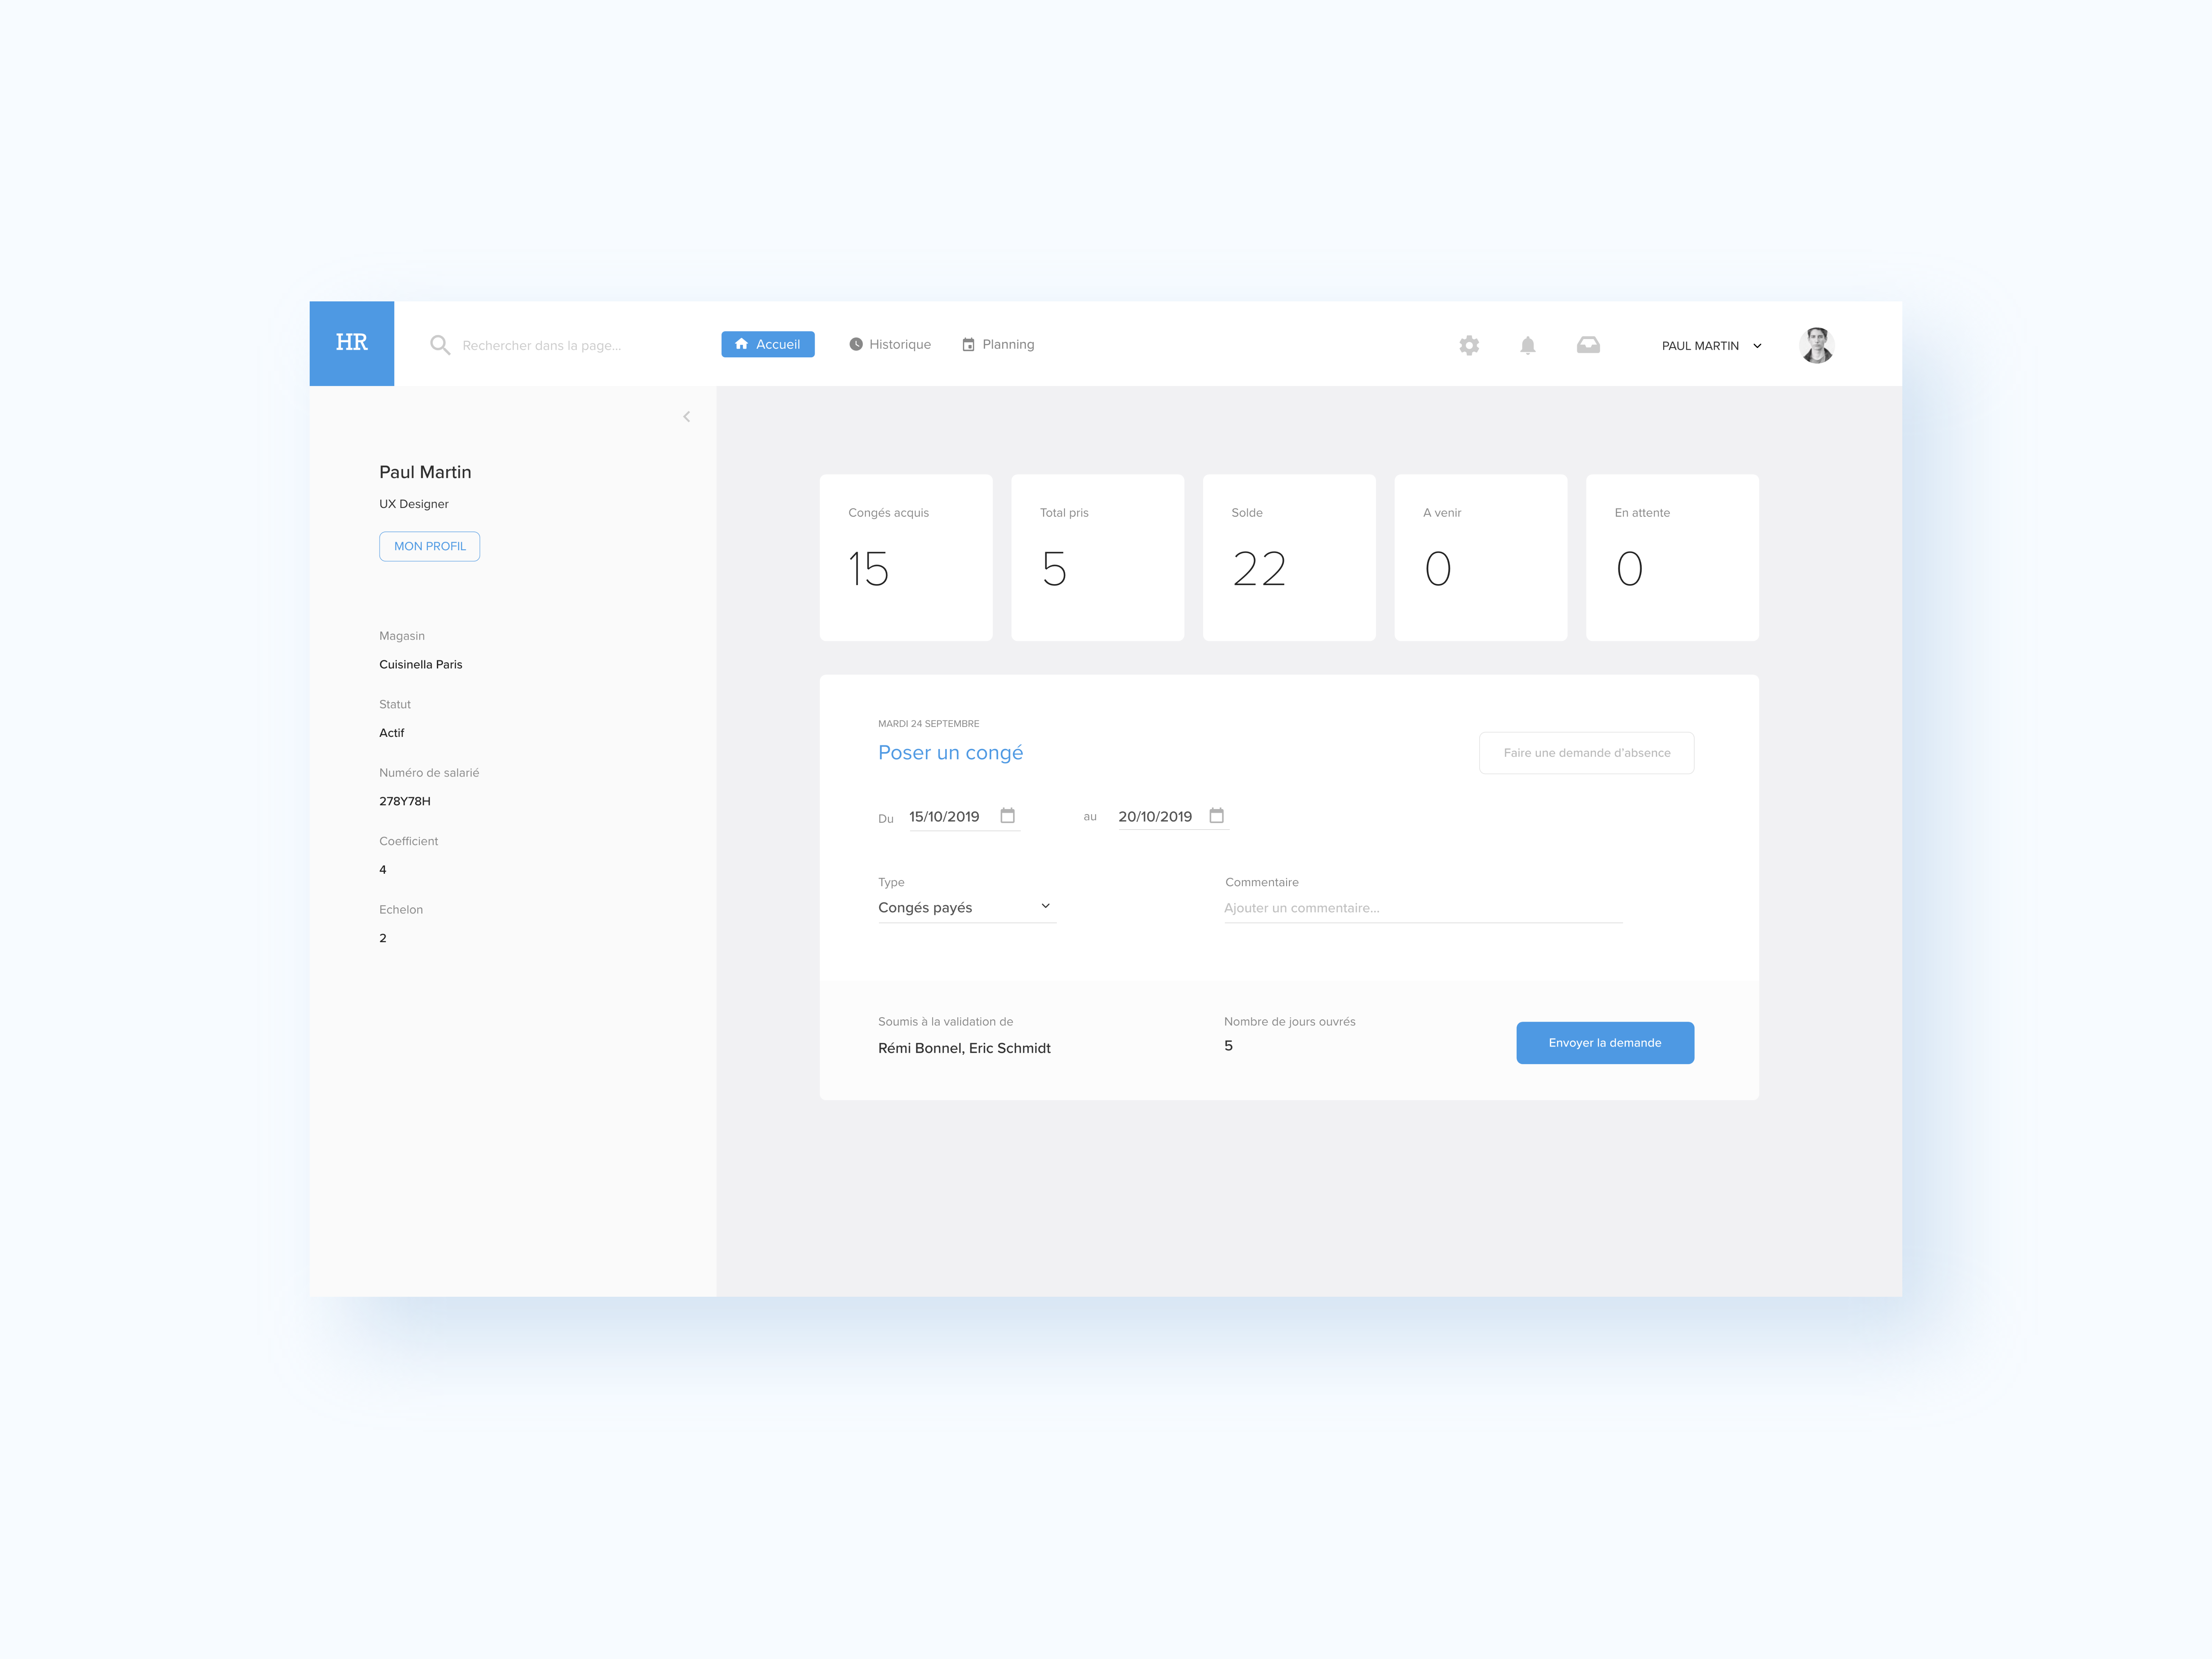 HR
Rechercher dans la page...
Accueil
Historique
Planning
PAUL MARTIN
Paul Martin
UX Designer
MON PROFIL
Magasin
Cuisinella Paris
Statut
Actif
Numéro de salarié
278Y78H
Coefficient
4
Echelon
2
Congés acquis
15
Total pris
5
Solde
22
A venir
0
En attente
0
MARDI 24 SEPTEMBRE
Poser un congé
Faire une demande d'absence
Du 15/10/2019 au 20/10/2019
Type
Congés payés
Commentaire
Ajouter un commentaire...
Soumis à la validation de
Rémi Bonnel, Eric Schmidt
Nombre de jours ouvrés
5
Envoyer la demande